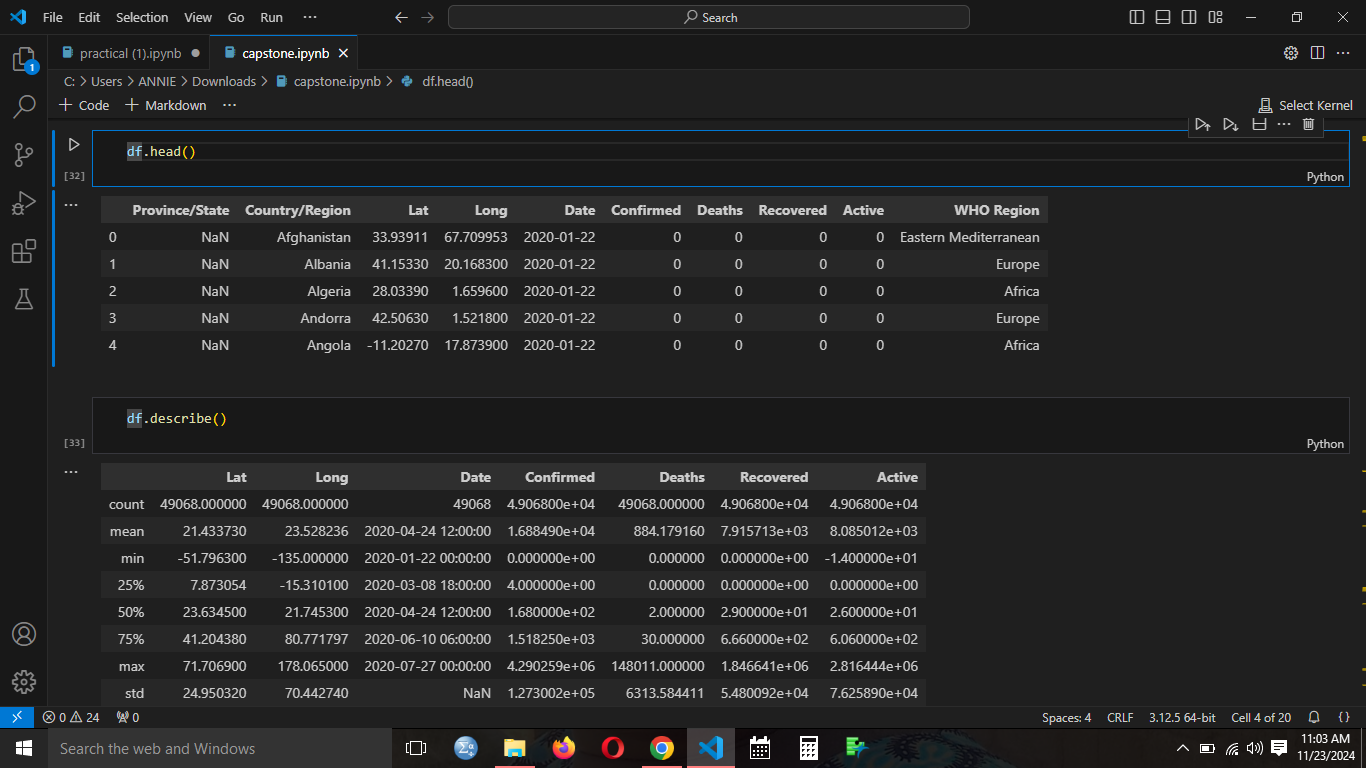 File Edit Selection View Go Run ··· Search
practical (1).ipynb capstone.ipynb
C: > Users > ANNIE > Downloads > capstone.ipynb > df.head()
+ Code + Markdown ··· Select Kernel
df.head()
[32] Python
Province/State Country/Region Lat Long Date Confirmed Deaths Recovered Active WHO Region
0 NaN Afghanistan 33.93911 67.709953 2020-01-22 0 0 0 0 Eastern Mediterranean
1 NaN Albania 41.15330 20.168300 2020-01-22 0 0 0 0 Europe
2 NaN Algeria 28.03390 1.659600 2020-01-22 0 0 0 0 Africa
3 NaN Andorra 42.50630 1.521800 2020-01-22 0 0 0 0 Europe
4 NaN Angola -11.20270 17.873900 2020-01-22 0 0 0 0 Africa
df.describe()
[33] Python
Lat Long Date Confirmed Deaths Recovered Active
count 49068.000000 49068.000000 49068 4.906800e+04 49068.000000 4.906800e+04 4.906800e+04
mean 21.433730 23.528236 2020-04-24 12:00:00 1.688490e+04 884.179160 7.915713e+03 8.085012e+03
min -51.796300 -135.000000 2020-01-22 00:00:00 0.000000e+00 0.000000 0.000000e+00 -1.400000e+01
25% 7.873054 -15.310100 2020-03-08 18:00:00 4.000000e+00 0.000000 0.000000e+00 0.000000e+00
50% 23.634500 21.745300 2020-04-24 12:00:00 1.680000e+02 2.000000 2.900000e+01 2.600000e+01
75% 41.204380 80.771797 2020-06-10 06:00:00 1.518250e+03 30.000000 6.660000e+02 6.060000e+02
max 71.706900 178.065000 2020-07-27 00:00:00 4.290259e+06 148011.000000 1.846641e+06 2.816444e+06
std 24.950320 70.442740 NaN 1.273002e+05 6313.584411 5.480092e+04 7.625890e+04
0 24 0 Spaces: 4 CRLF 3.12.5 64-bit Cell 4 of 20 {}
Search the web and Windows 11:03 AM
11/23/2024
1